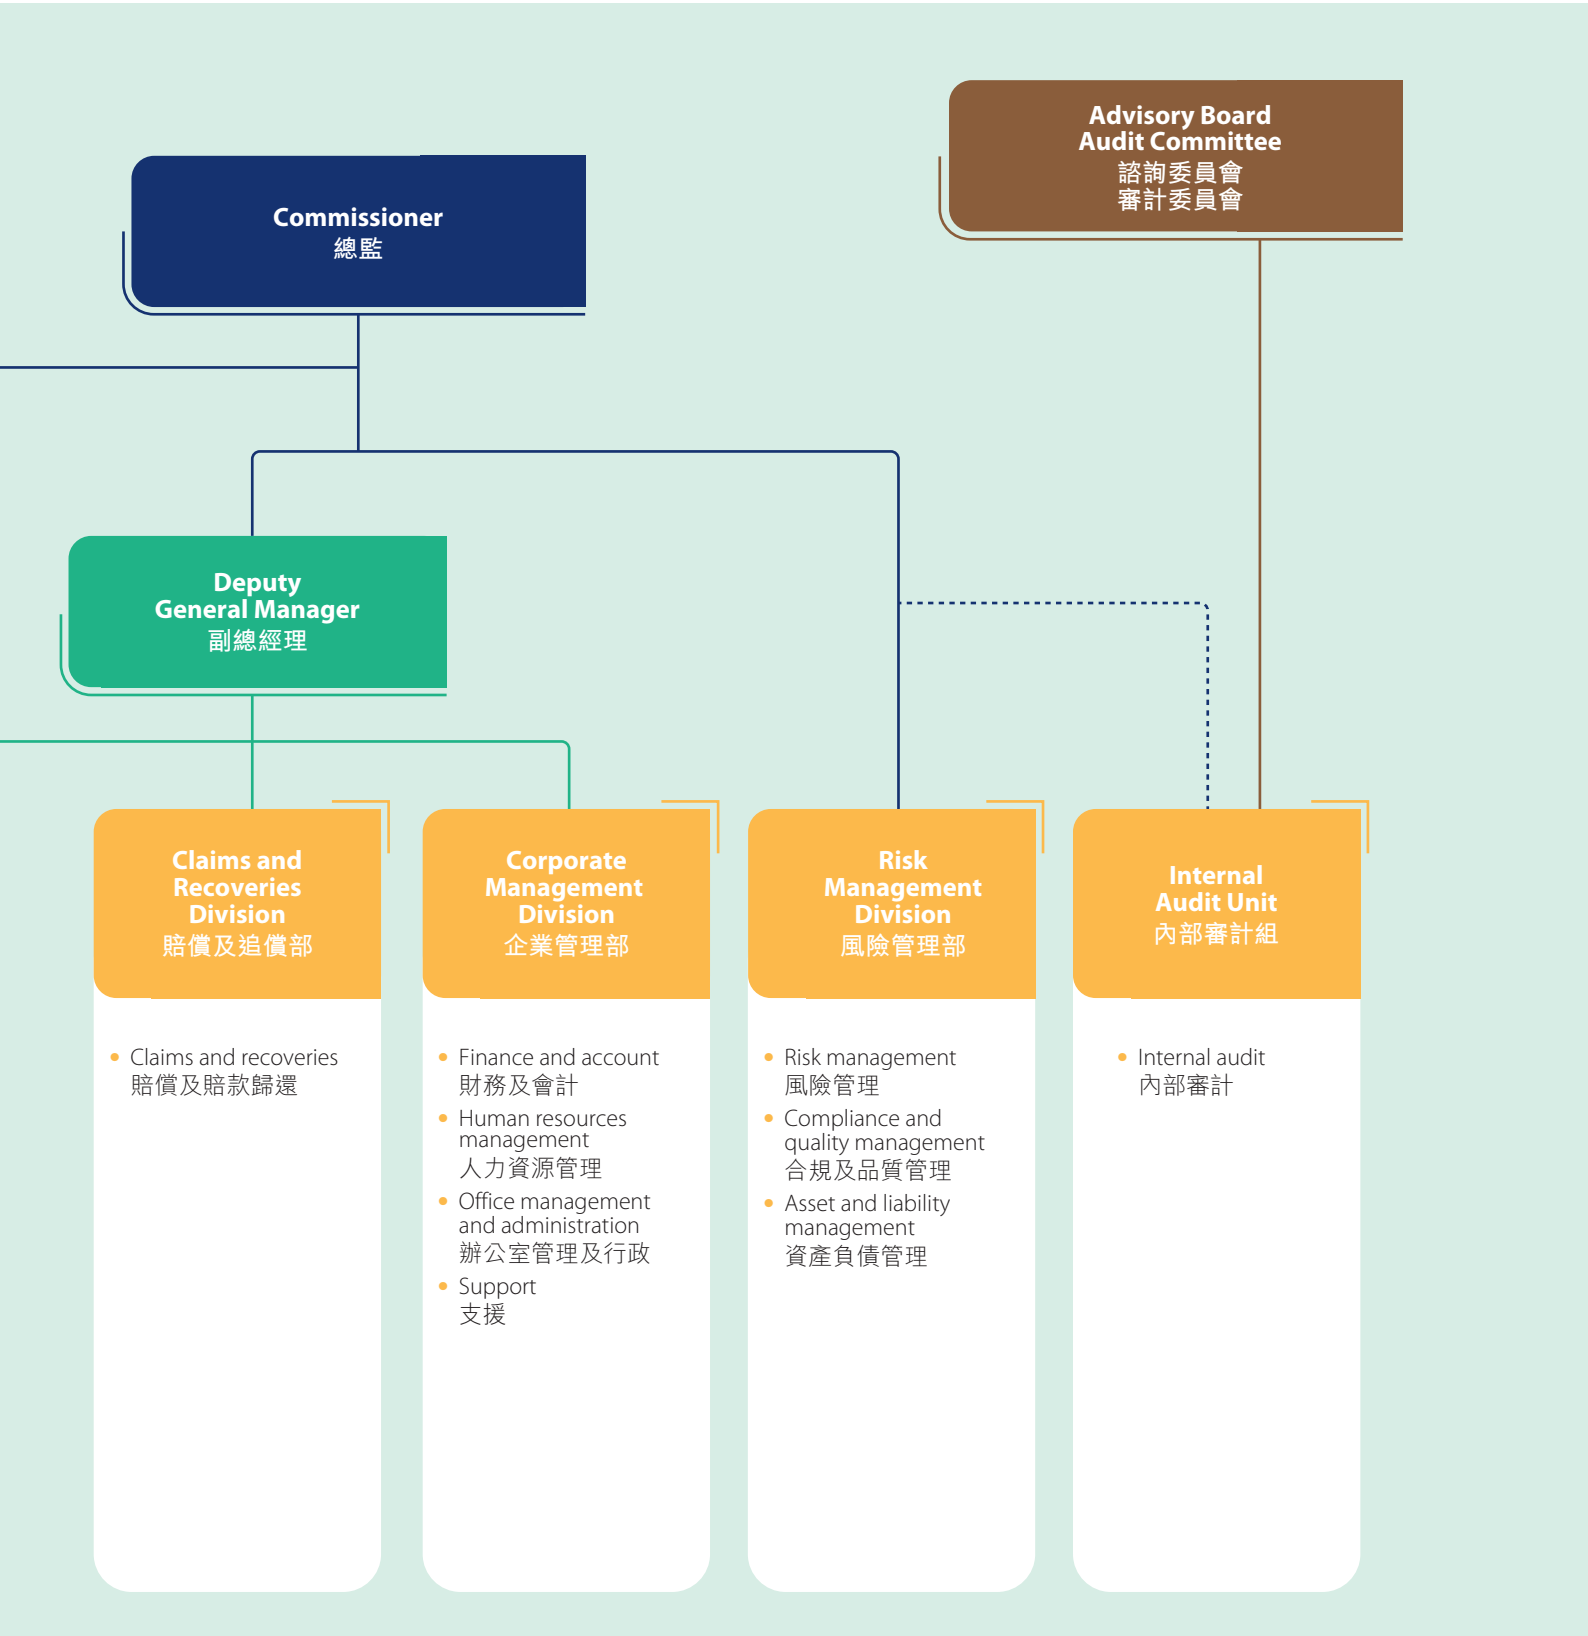 Advisory Board
Audit Committee
諮詢委員會
審計委員會
Commissioner
總監
Deputy
General Manager
副總經理
Claims and
Recoveries
Division
賠償及追償部
Corporate
Management
Division
企業管理部
Risk
Management
Division
風險管理部
Internal
Audit Unit
內部審計組
• Claims and recoveries
賠償及賠款歸還
• Finance and account
財務及會計
• Human resources
management
人力資源管理
• Office management
and administration
辦公室管理及行政
• Support
支援
• Risk management
風險管理
• Compliance and
quality management
合規及品質管理
• Asset and liability
management
資產負債管理
• Internal audit
內部審計